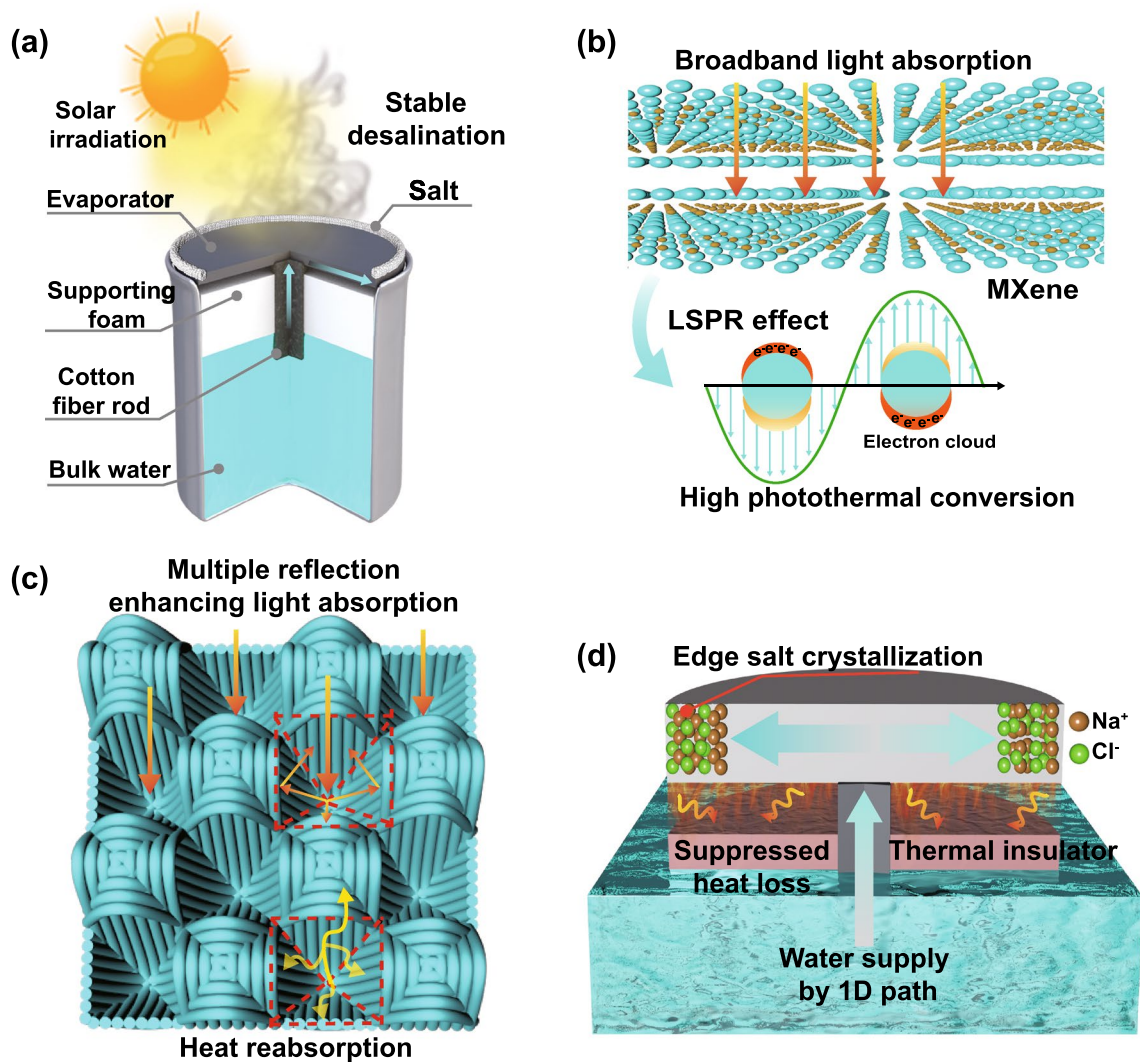 (a)
Solar
irradiation
Stable
desalination
Evaporator
Salt
Supporting
foam
Cotton
fiber rod
Bulk water
(b)
Broadband light absorption
MXene
LSPR effect
e- e- e- e-
e- e- e- e-
Electron cloud
High photothermal conversion
(c)
Multiple reflection
enhancing light absorption
Heat reabsorption
(d)
Edge salt crystallization
Na+
Cl-
Suppressed
heat loss
Thermal insulator
Water supply
by 1D path